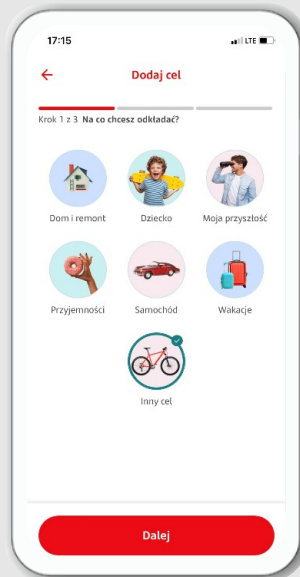 17:15
LTE
Dodaj cel
Krok 1 z 3 Na co chcesz odkładać?
Dom i remont
Dziecko
Moja przyszłość
Przyjemności
Samochód
Wakacje
Inny cel
Dalej